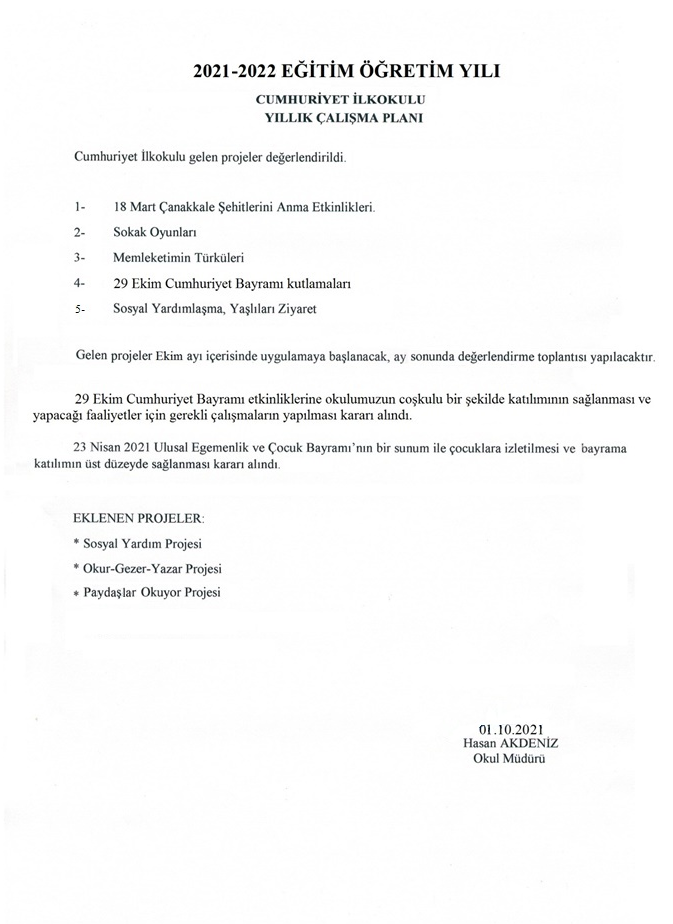 2021-2022 EĞİTİM ÖĞRETİM YILI
CUMHURİYET İLKOKULU
YILLIK ÇALIŞMA PLANI
Cumhuriyet İlkokulu gelen projeler değerlendirildi.
1- 18 Mart Çanakkale Şehitlerini Anma Etkinlikleri.
2- Sokak Oyunları
3- Memleketimin Türküleri
4- 29 Ekim Cumhuriyet Bayramı kutlamaları
5- Sosyal Yardımlaşma, Yaşlıları Ziyaret
Gelen projeler Ekim ayı içerisinde uygulamaya başlanacak, ay sonunda değerlendirme toplantısı yapılacaktır.
29 Ekim Cumhuriyet Bayramı etkinliklerine okulumuzun coşkulu bir şekilde katılımının sağlanması ve
yapacağı faaliyetler için gerekli çalışmaların yapılması kararı alındı.
23 Nisan 2021 Ulusal Egemenlik ve Çocuk Bayramı'nın bir sunum ile çocuklara izletilmesi ve bayrama
katılımın üst düzeyde sağlanması kararı alındı.
EKLENEN PROJELER:
* Sosyal Yardım Projesi
* Okur-Gezer-Yazar Projesi
* Paydaşlar Okuyor Projesi
01.10.2021
Hasan AKDENİZ
Okul Müdürü